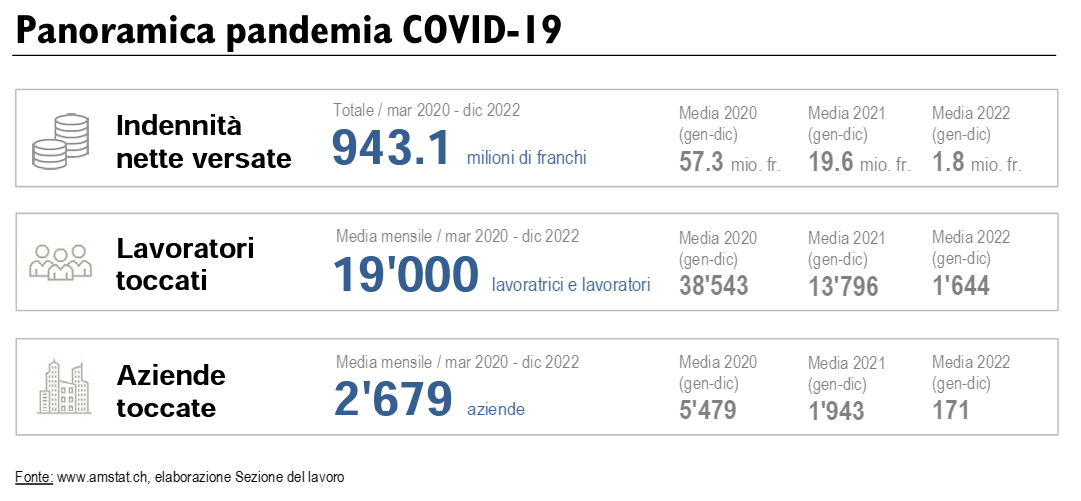 Panoramica pandemia COVID-19
Indennità
nette versate
Totale / mar 2020 - dic 2022
943.1 milioni di franchi
Media 2020
(gen-dic)
57.3 mio. fr.
Media 2021
(gen-dic)
19.6 mio. fr.
Media 2022
(gen-dic)
1.8 mio. fr.
Lavoratori
toccati
Media mensile / mar 2020 - dic 2022
19'000 lavoratrici e lavoratori
Media 2020
(gen-dic)
38'543
Media 2021
(gen-dic)
13'796
Media 2022
(gen-dic)
1'644
Aziende
toccate
Media mensile / mar 2020 - dic 2022
2'679 aziende
Media 2020
(gen-dic)
5'479
Media 2021
(gen-dic)
1'943
Media 2022
(gen-dic)
171
Fonte: www.amstat.ch, elaborazione Sezione del lavoro